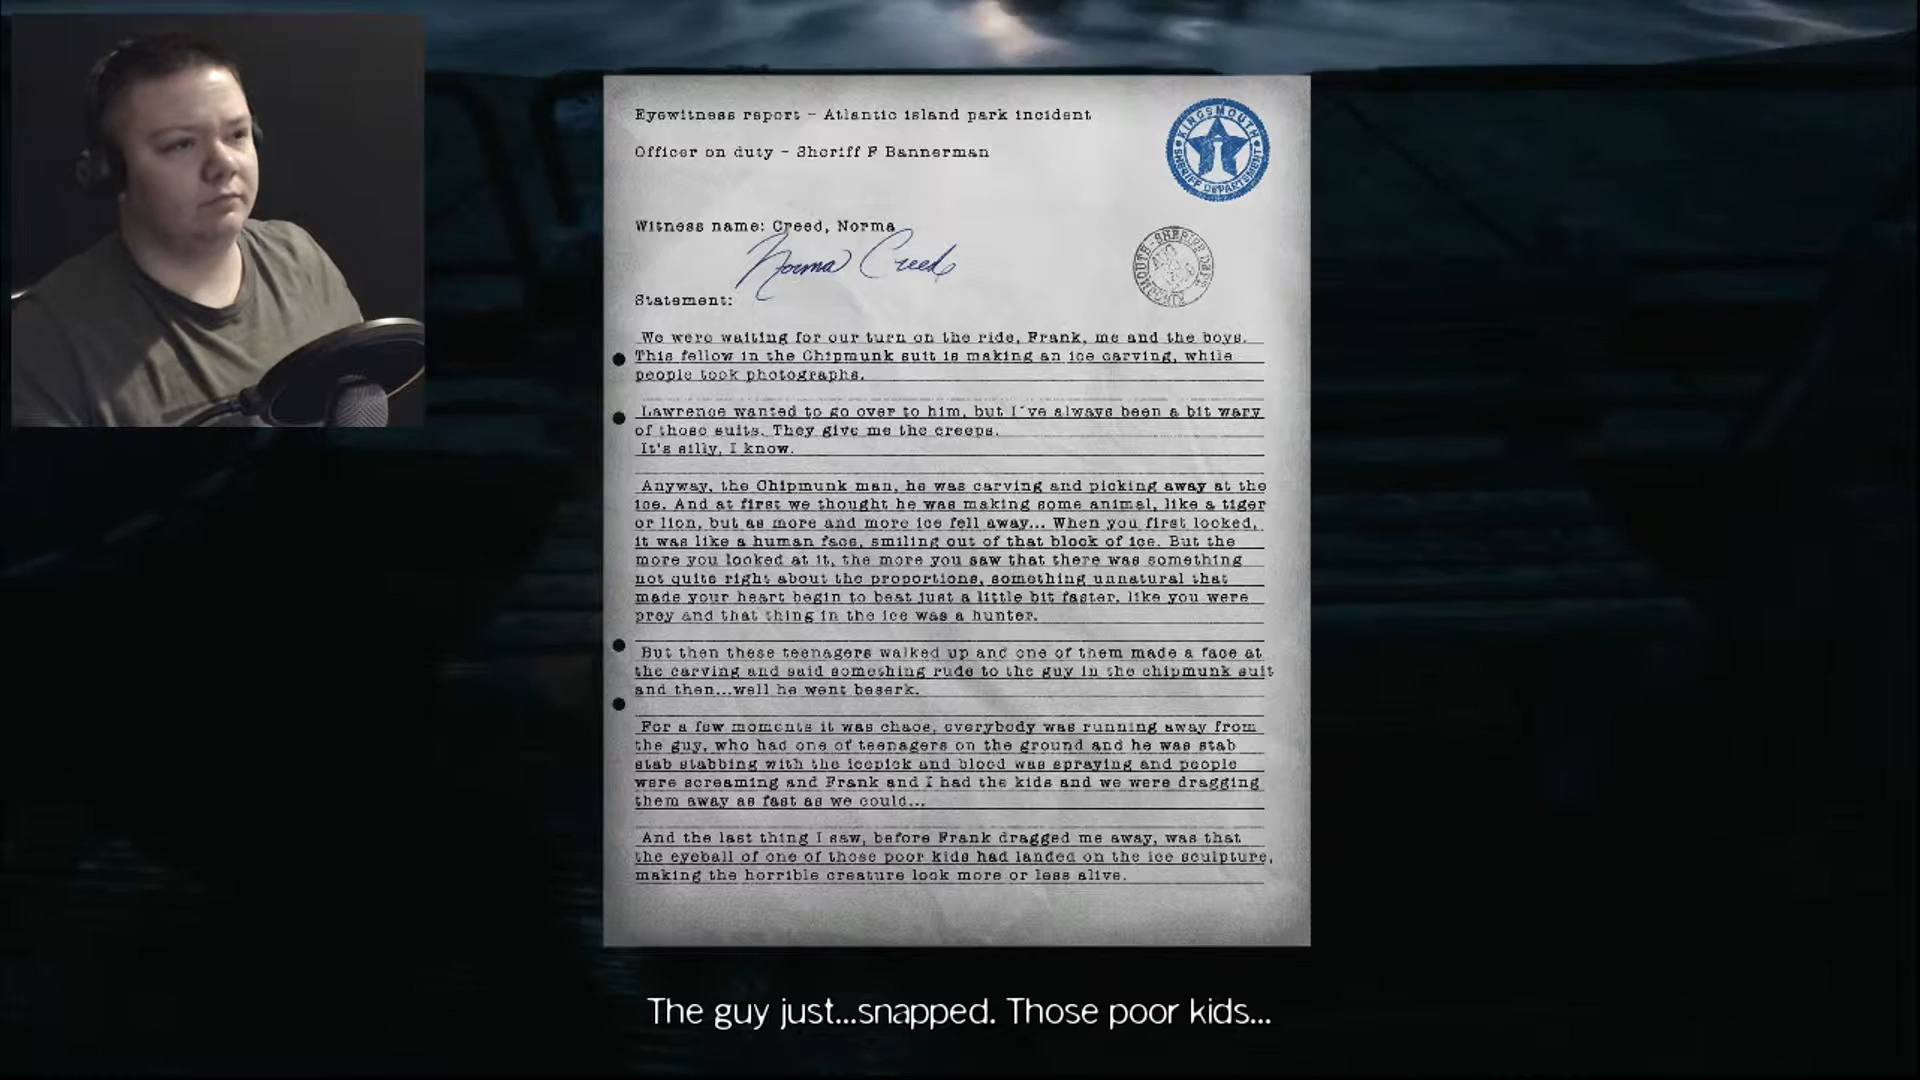 Eyewitness report - Atlantic island park incident
KINGSMOUTH
SHERIFF DEPARTEMENT
Officer on duty - Sheriff F Bannerman
Witness name: Creed, Norma
Norma Creed
Statement:
We were waiting for our turn on the ride, Frank, me and the boys.
This fellow in the Chipmunk suit is making an ice carving, while
people took photographs.
Lawrence wanted to go over to him, but I've always been a bit wary
of those suits. They give me the creeps.
It's silly, I know.
Anyway, the Chipmunk man, he was carving and picking away at the
ice. And at first we thought he was making some animal, like a tiger
or lion, but as more and more ice fell away... When you first looked,
it was like a human face, smiling out of that block of ice. But the
more you looked at it, the more you saw that there was something
not quite right about the proportions, something unnatural that
made your heart begin to beat just a little bit faster, like you were
prey and that thing in the ice was a hunter.
But then these teenagers walked up and one of them made a face at
the carving and said something rude to the guy in the chipmunk suit
and then...well he went beserk.
For a few moments it was chaos, everybody was running away from
the guy, who had one of teenagers on the ground and he was stab
stab stabbing with the icepick and blood was spraying and people
were screaming and Frank and I had the kids and we were dragging
them away as fast as we could...
And the last thing I saw, before Frank dragged me away, was that
the eyeball of one of those poor kids had landed on the ice sculpture,
making the horrible creature look more or less alive.
The guy just...snapped. Those poor kids...